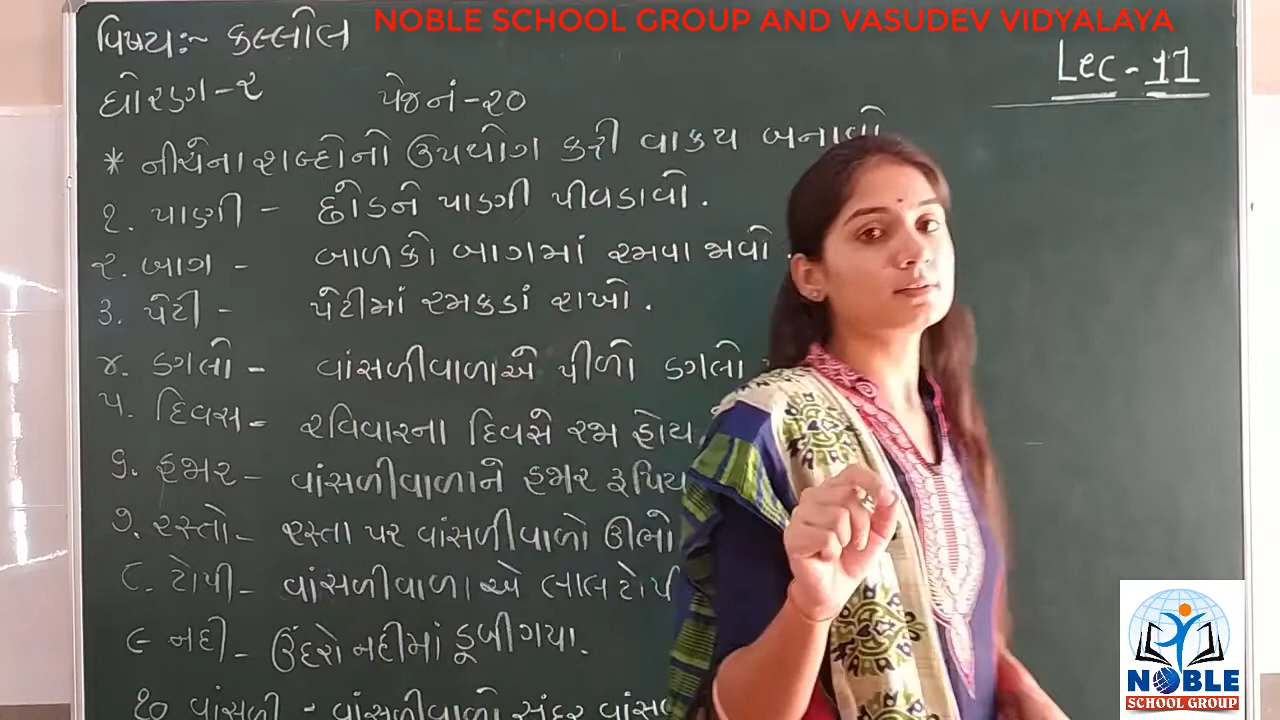 NOBLE SCHOOL GROUP AND VASUDEV VIDYALAYA
વિષય:- કલ્લોલ
Lec - 11
ધોરણ-૨ પેજ નં-૨૦
* નીચેના શબ્દોનો ઉપયોગ કરી વાકય બનાવો
૧. પાણી - છોડને પાણી પીવડાવો.
૨. બાગ - બાળકો બાગમાં રમવા જાવો.
૩. પેટી - પેટીમાં રમકડાં રાખો.
૪. ડગલો - વાંસળીવાળાએ પીળો ડગલો
૫. દિવસ - રવિવારના દિવસે રજા હોય
૬. હજાર - વાંસળીવાળાને હજાર રૂપિય
૭. રસ્તો - રસ્તા પર વાંસળીવાળો ઊભો
૮. ટોપી - વાંસળીવાળાએ લાલ ટોપી
૯ નદી - ઉંદરો નદીમાં ડૂબી ગયા.
૧૦ વાંસળી - વાંસળીવાળો સુંદર વાંસ
NOBLE
SCHOOL GROUP